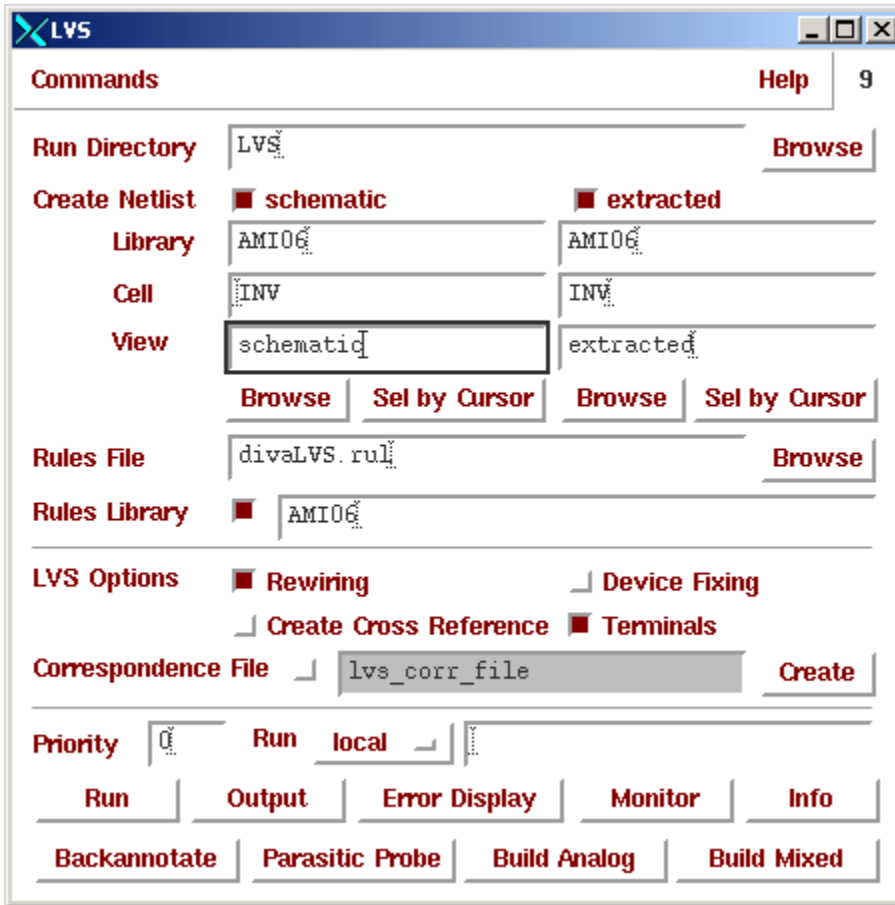 LVS
Commands Help 9
Run Directory LVS Browse
Create Netlist schematic extracted
Library AMI06 AMI06
Cell INV INV
View schematic extracted
Browse Sel by Cursor Browse Sel by Cursor
Rules File divaLVS.rul Browse
Rules Library AMI06
LVS Options Rewiring Device Fixing
Create Cross Reference Terminals
Correspondence File lvs_corr_file Create
Priority 0 Run local
Run Output Error Display Monitor Info
Backannotate Parasitic Probe Build Analog Build Mixed